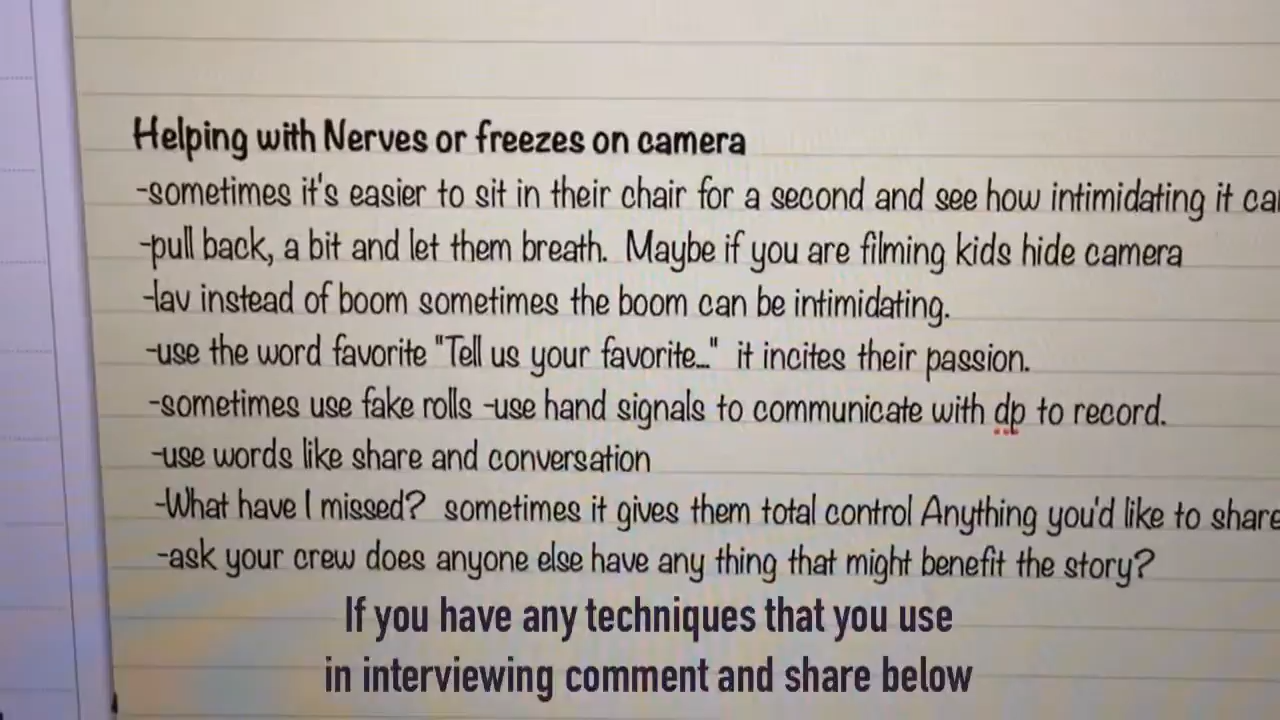 Helping with Nerves or freezes on camera
-sometimes it's easier to sit in their chair for a second and see how intimidating it
-pull back, a bit and let them breath. Maybe if you are filming kids hide camera
-lav instead of boom sometimes the boom can be intimidating.
-use the word favorite "Tell us your favorite..." it incites their passion.
-sometimes use fake rolls -use hand signals to communicate with dp to record.
-use words like share and conversation
-What have I missed? sometimes it gives them total control Anything you'd like to share
-ask your crew does anyone else have any thing that might benefit the story?
If you have any techniques that you use
in interviewing comment and share below